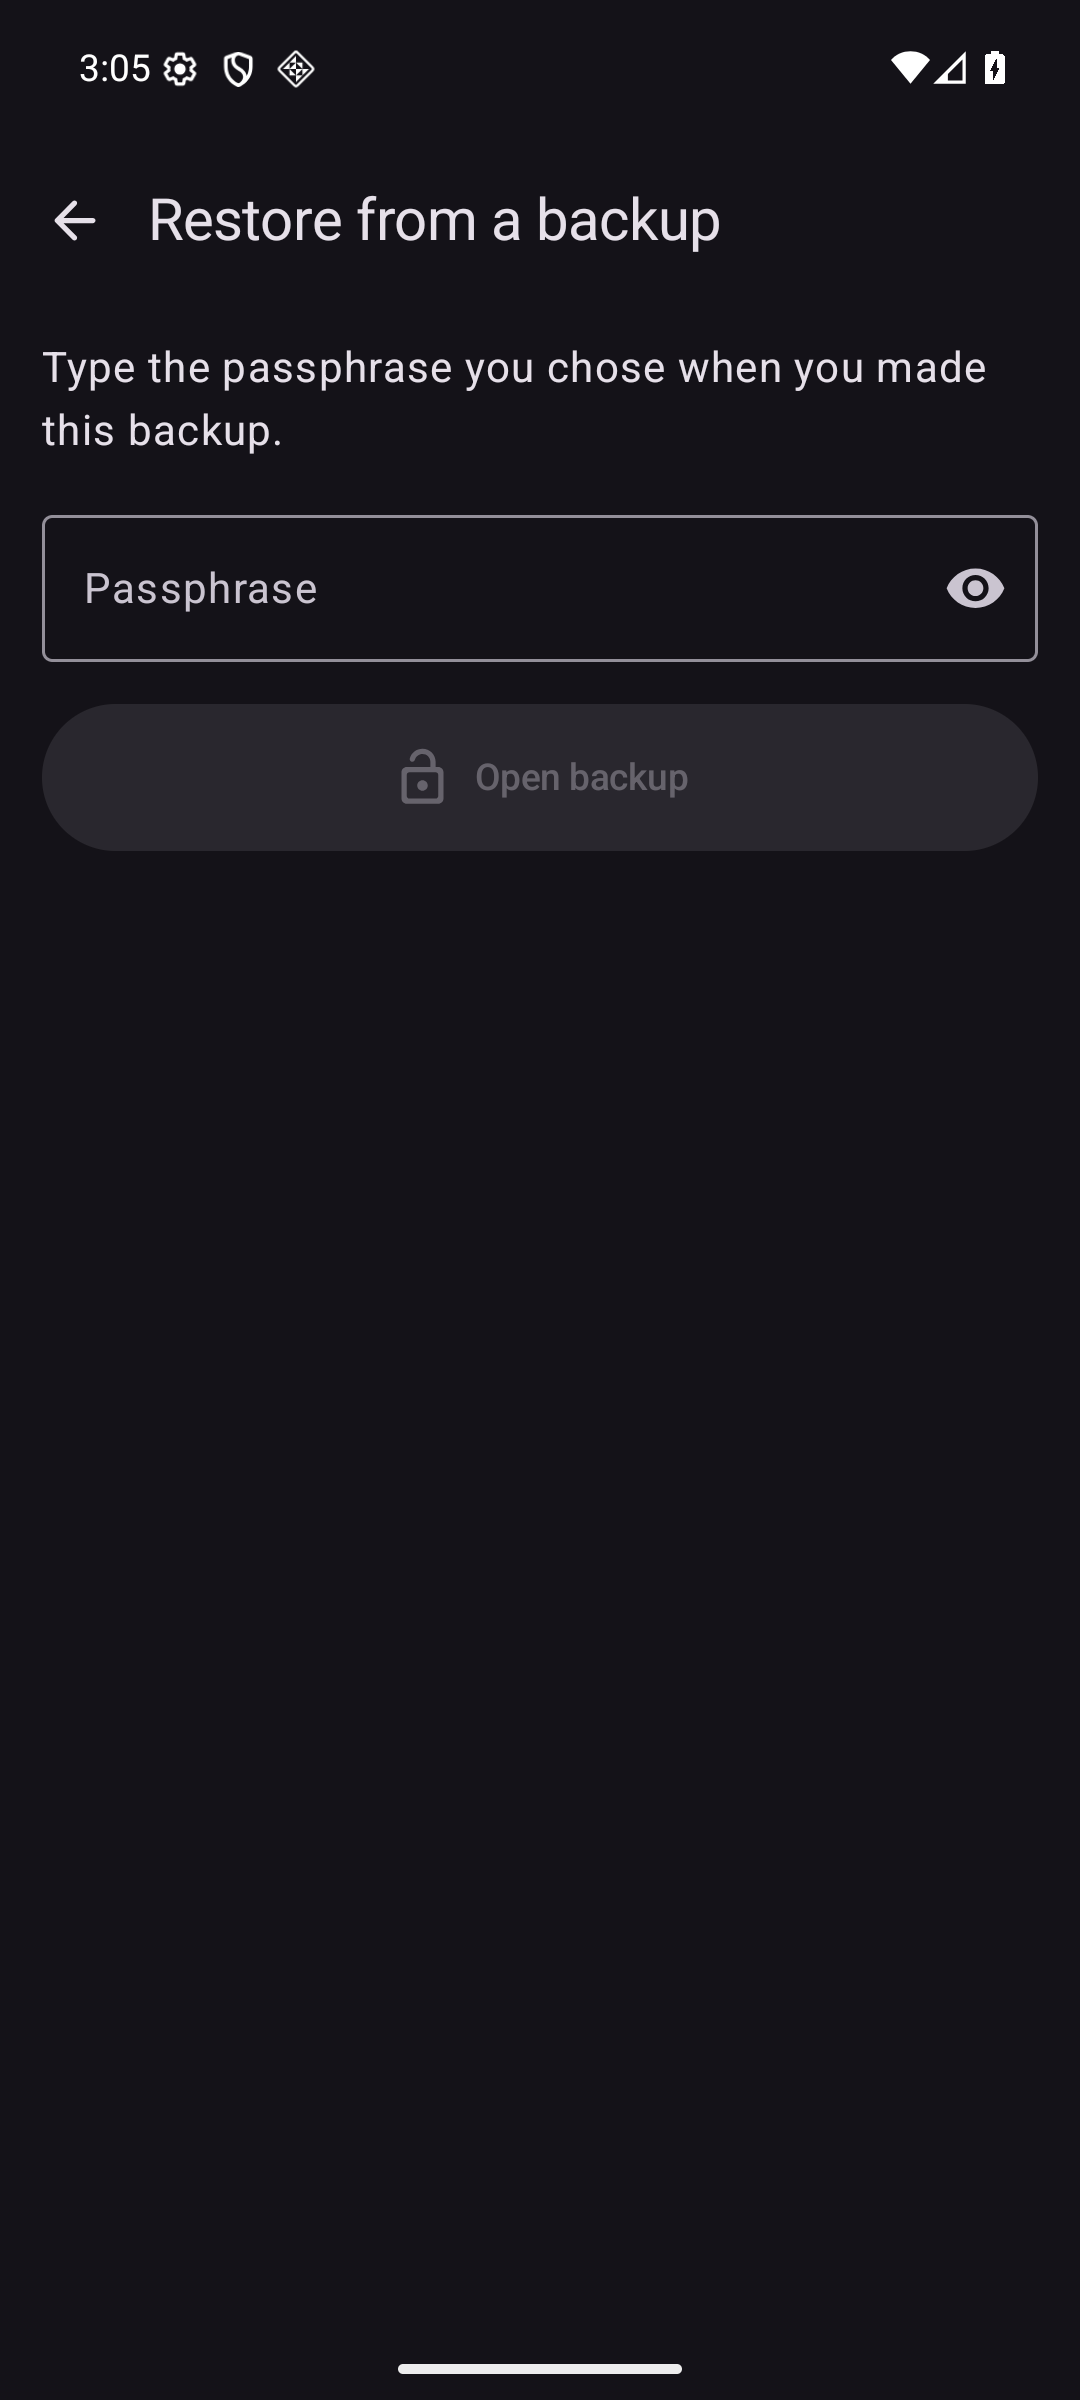 3:05
Restore from a backup
Type the passphrase you chose when you made
this backup.
Passphrase
Open backup